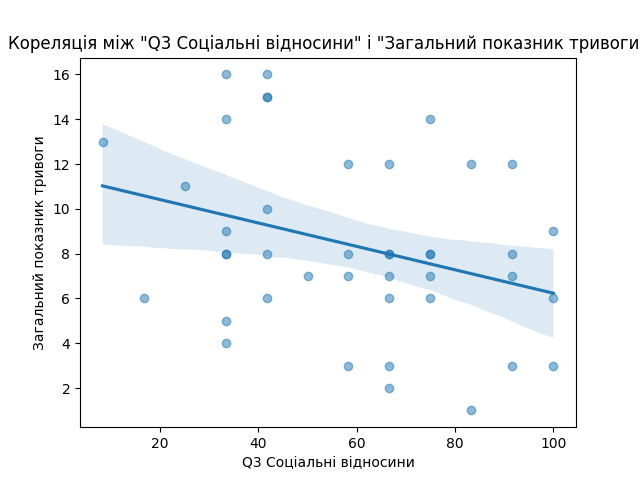 Кореляція між "Q3 Соціальні відносини" і "Загальний показник тривоги
16
14
12
10
8
6
4
2
Загальний показник тривоги
20 40 60 80 100
Q3 Соціальні відносини